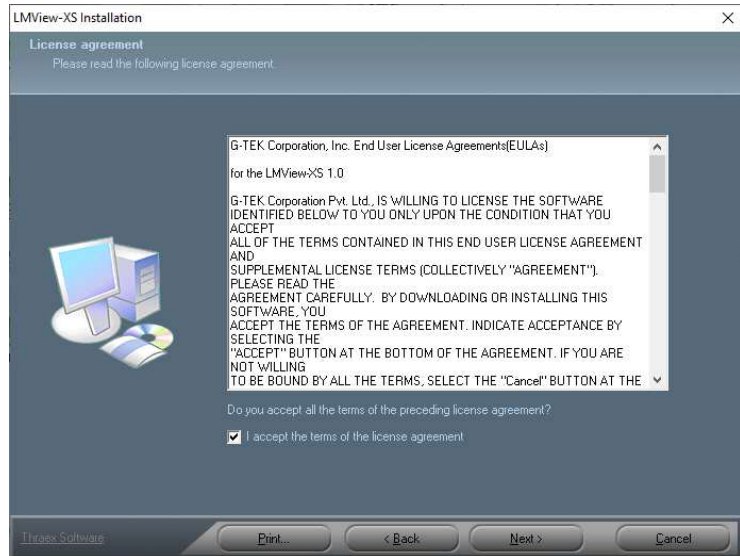 LMView-XS Installation
License agreement
Please read the following license agreement.
G-TEK Corporation, Inc. End User License Agreements(EULAs)
for the LMView-XS 1.0
G-TEK Corporation Pvt. Ltd., IS WILLING TO LICENSE THE SOFTWARE
IDENTIFIED BELOW TO YOU ONLY UPON THE CONDITION THAT YOU
ACCEPT
ALL OF THE TERMS CONTAINED IN THIS END USER LICENSE AGREEMENT
AND
SUPPLEMENTAL LICENSE TERMS (COLLECTIVELY "AGREEMENT").
PLEASE READ THE
AGREEMENT CAREFULLY.  BY DOWNLOADING OR INSTALLING THIS
SOFTWARE, YOU
ACCEPT THE TERMS OF THE AGREEMENT. INDICATE ACCEPTANCE BY
SELECTING THE
"ACCEPT" BUTTON AT THE BOTTOM OF THE AGREEMENT. IF YOU ARE
NOT WILLING
TO BE BOUND BY ALL THE TERMS, SELECT THE "Cancel" BUTTON AT THE
Do you accept all the terms of the preceding license agreement?
I accept the terms of the license agreement
Thraex Software
Print...
< Back
Next >
Cancel